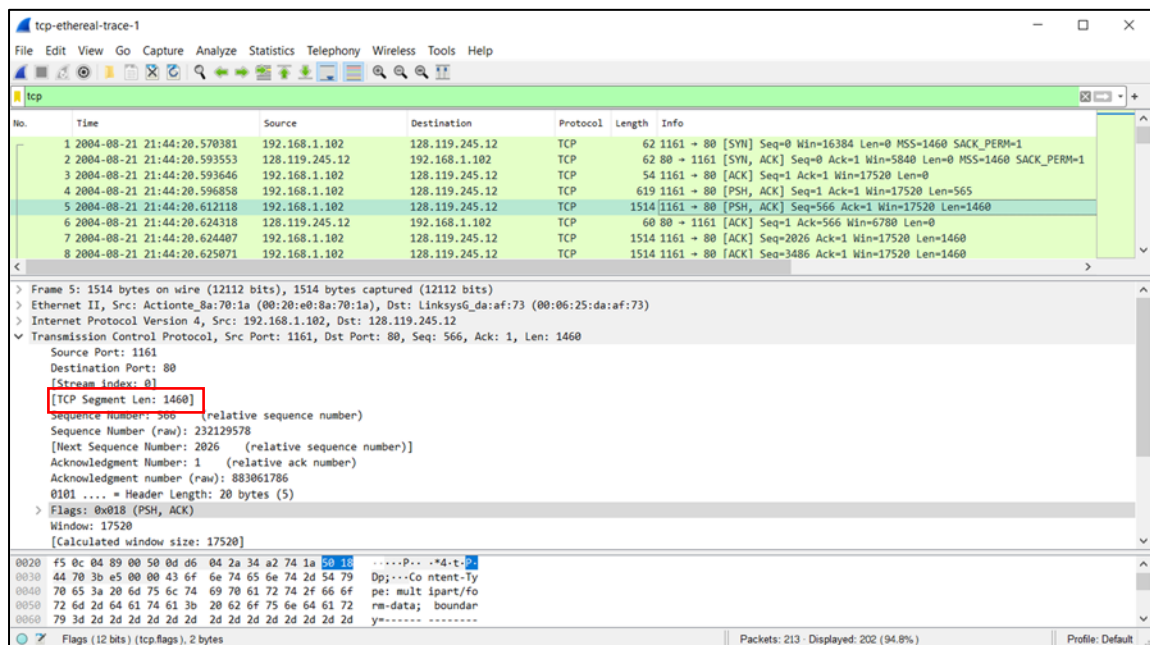 tcp-ethereal-trace-1
File Edit View Go Capture Analyze Statistics Telephony Wireless Tools Help
tcp
No. Time Source Destination Protocol Length Info
1 2004-08-21 21:44:20.570381 192.168.1.102 128.119.245.12 TCP 62 1161 → 80 [SYN] Seq=0 Win=16384 Len=0 MSS=1460 SACK_PERM=1
2 2004-08-21 21:44:20.593553 128.119.245.12 192.168.1.102 TCP 62 80 → 1161 [SYN, ACK] Seq=0 Ack=1 Win=5840 Len=0 MSS=1460 SACK_PERM=1
3 2004-08-21 21:44:20.593646 192.168.1.102 128.119.245.12 TCP 54 1161 → 80 [ACK] Seq=1 Ack=1 Win=17520 Len=0
4 2004-08-21 21:44:20.596858 192.168.1.102 128.119.245.12 TCP 619 1161 → 80 [PSH, ACK] Seq=1 Ack=1 Win=17520 Len=565
5 2004-08-21 21:44:20.612118 192.168.1.102 128.119.245.12 TCP 1514 1161 → 80 [PSH, ACK] Seq=566 Ack=1 Win=17520 Len=1460
6 2004-08-21 21:44:20.624318 128.119.245.12 192.168.1.102 TCP 60 80 → 1161 [ACK] Seq=1 Ack=566 Win=6780 Len=0
7 2004-08-21 21:44:20.624407 192.168.1.102 128.119.245.12 TCP 1514 1161 → 80 [ACK] Seq=2026 Ack=1 Win=17520 Len=1460
8 2004-08-21 21:44:20.625071 192.168.1.102 128.119.245.12 TCP 1514 1161 → 80 [ACK] Seq=3486 Ack=1 Win=17520 Len=1460
Frame 5: 1514 bytes on wire (12112 bits), 1514 bytes captured (12112 bits)
Ethernet II, Src: Actionte_8a:70:1a (00:20:e0:8a:70:1a), Dst: LinksysG_da:af:73 (00:06:25:da:af:73)
Internet Protocol Version 4, Src: 192.168.1.102, Dst: 128.119.245.12
Transmission Control Protocol, Src Port: 1161, Dst Port: 80, Seq: 566, Ack: 1, Len: 1460
Source Port: 1161
Destination Port: 80
[Stream index: 0]
[TCP Segment Len: 1460]
Sequence Number: 566 (relative sequence number)
Sequence Number (raw): 232129578
[Next Sequence Number: 2026 (relative sequence number)]
Acknowledgment Number: 1 (relative ack number)
Acknowledgment number (raw): 883061786
0101 .... = Header Length: 20 bytes (5)
Flags: 0x018 (PSH, ACK)
Window: 17520
[Calculated window size: 17520]
0020 f5 0c 04 89 00 50 0d d6 04 2a 34 a2 74 1a 50 18 ·····P·· ·*4·t·P·
0030 44 70 3b e5 00 00 43 6f 6e 74 65 6e 74 2d 54 79 Dp;···Co ntent-Ty
0040 70 65 3a 20 6d 75 6c 74 69 70 61 72 74 2f 66 6f pe: mult ipart/fo
0050 72 6d 2d 64 61 74 61 3b 20 62 6f 75 6e 64 61 72 rm-data; boundar
0060 79 3d 2d 2d 2d 2d 2d 2d 2d 2d 2d 2d 2d 2d 2d 2d y=------ --------
Flags (12 bits) (tcp.flags), 2 bytes Packets: 213 · Displayed: 202 (94.8%) Profile: Default